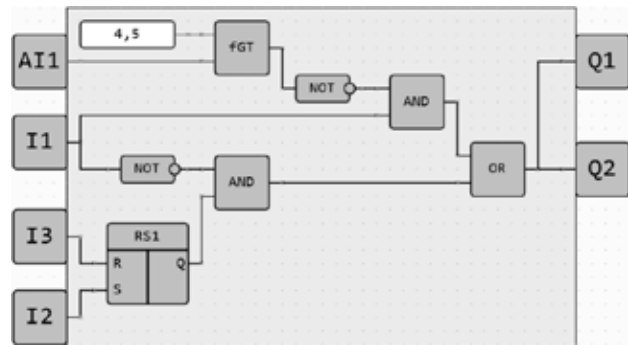 4,5
fGT
AI1
Q1
NOT
AND
I1
NOT
AND
OR
Q2
I3
RS1
R
Q
S
I2